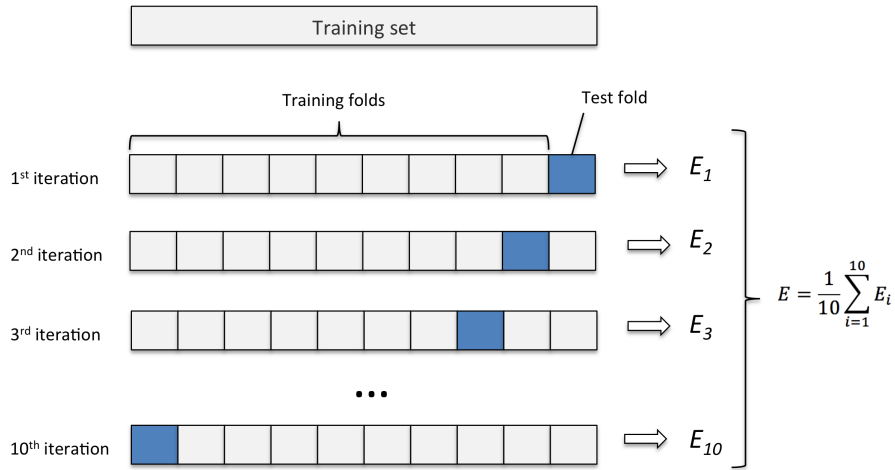 Training set
Training folds
Test fold
1st iteration
E1
2nd iteration
E2
3rd iteration
E3
...
10th iteration
E10
E = 1/10 ∑_{i=1}^{10} E_i